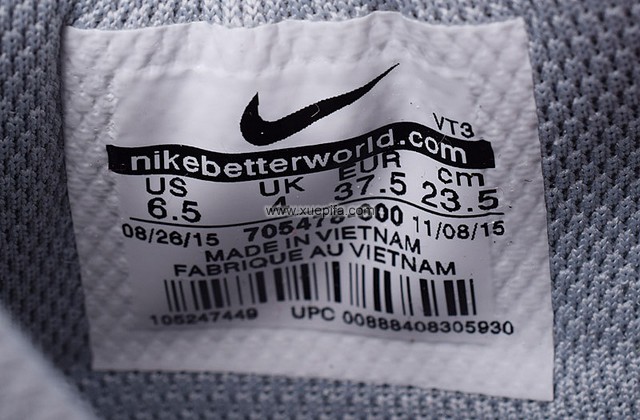 VT3
nikebetterworld.com
US UK EUR cm
6.5 4 37.5 23.5
www.xuepifa.com
08/26/15 11/08/15
MADE IN VIETNAM
FABRIQUE AU VIETNAM
105247449 UPC 00888408305930